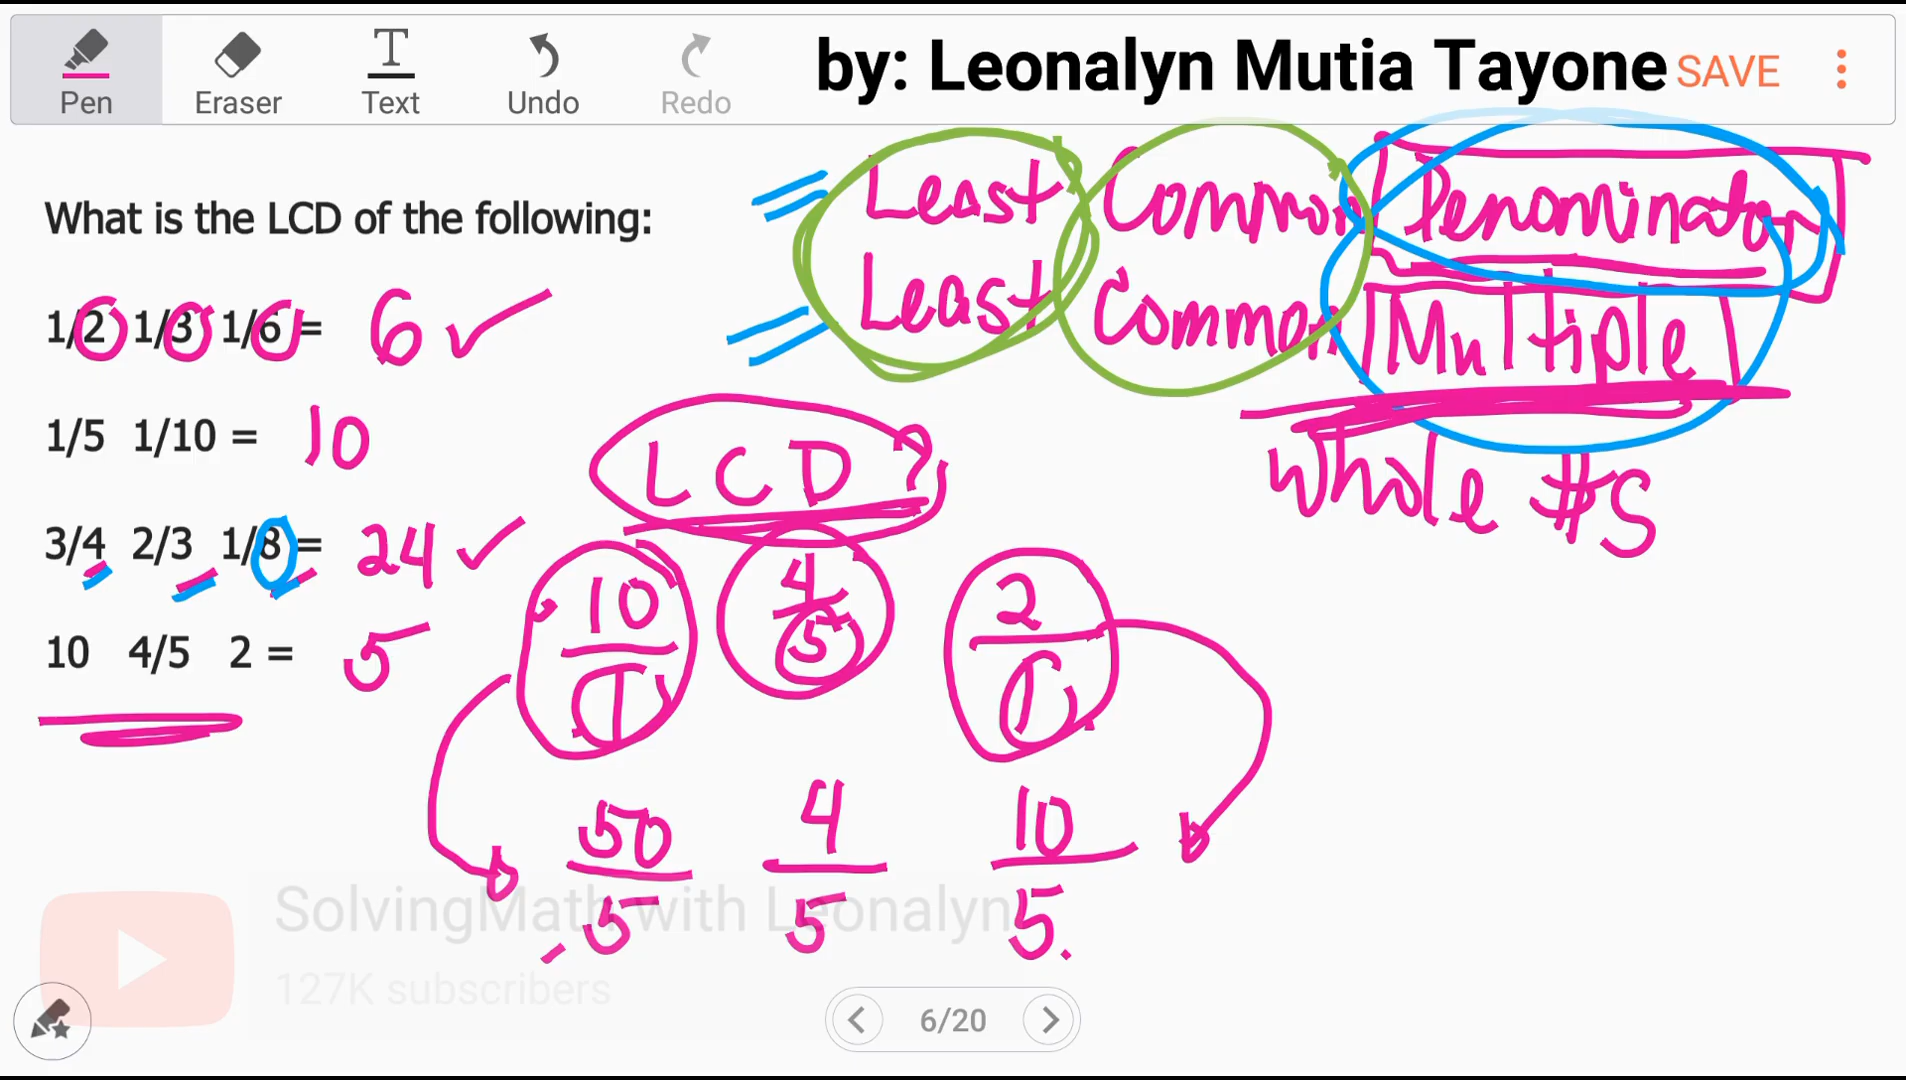 Pen Eraser Text Undo Redo by: Leonalyn Mutia Tayone SAVE
Least Common Denominator
Least Common Multiple
Whole #s
What is the LCD of the following:
1/2 1/3 1/6 = 6
1/5 1/10 = 10
3/4 2/3 1/8 = 24
10 4/5 2 = 5
LCD?
10/1 4/5 2/1
50/5 4/5 10/5
SolvingMath with Leonalyn
127K subscribers
6/20